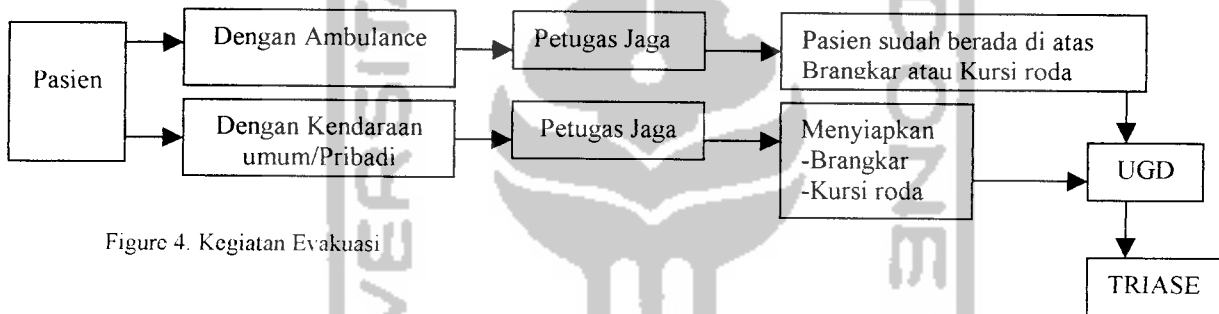 Dengan Ambulance
Petugas Jaga
Pasien sudah berada di atas
Brangkar atau Kursi roda
Pasien
Dengan Kendaraan
umum/Pribadi
Petugas Jaga
Menyiapkan
-Brangkar
-Kursi roda
UGD
Figure 4. Kegiatan Evakuasi
TRIASE